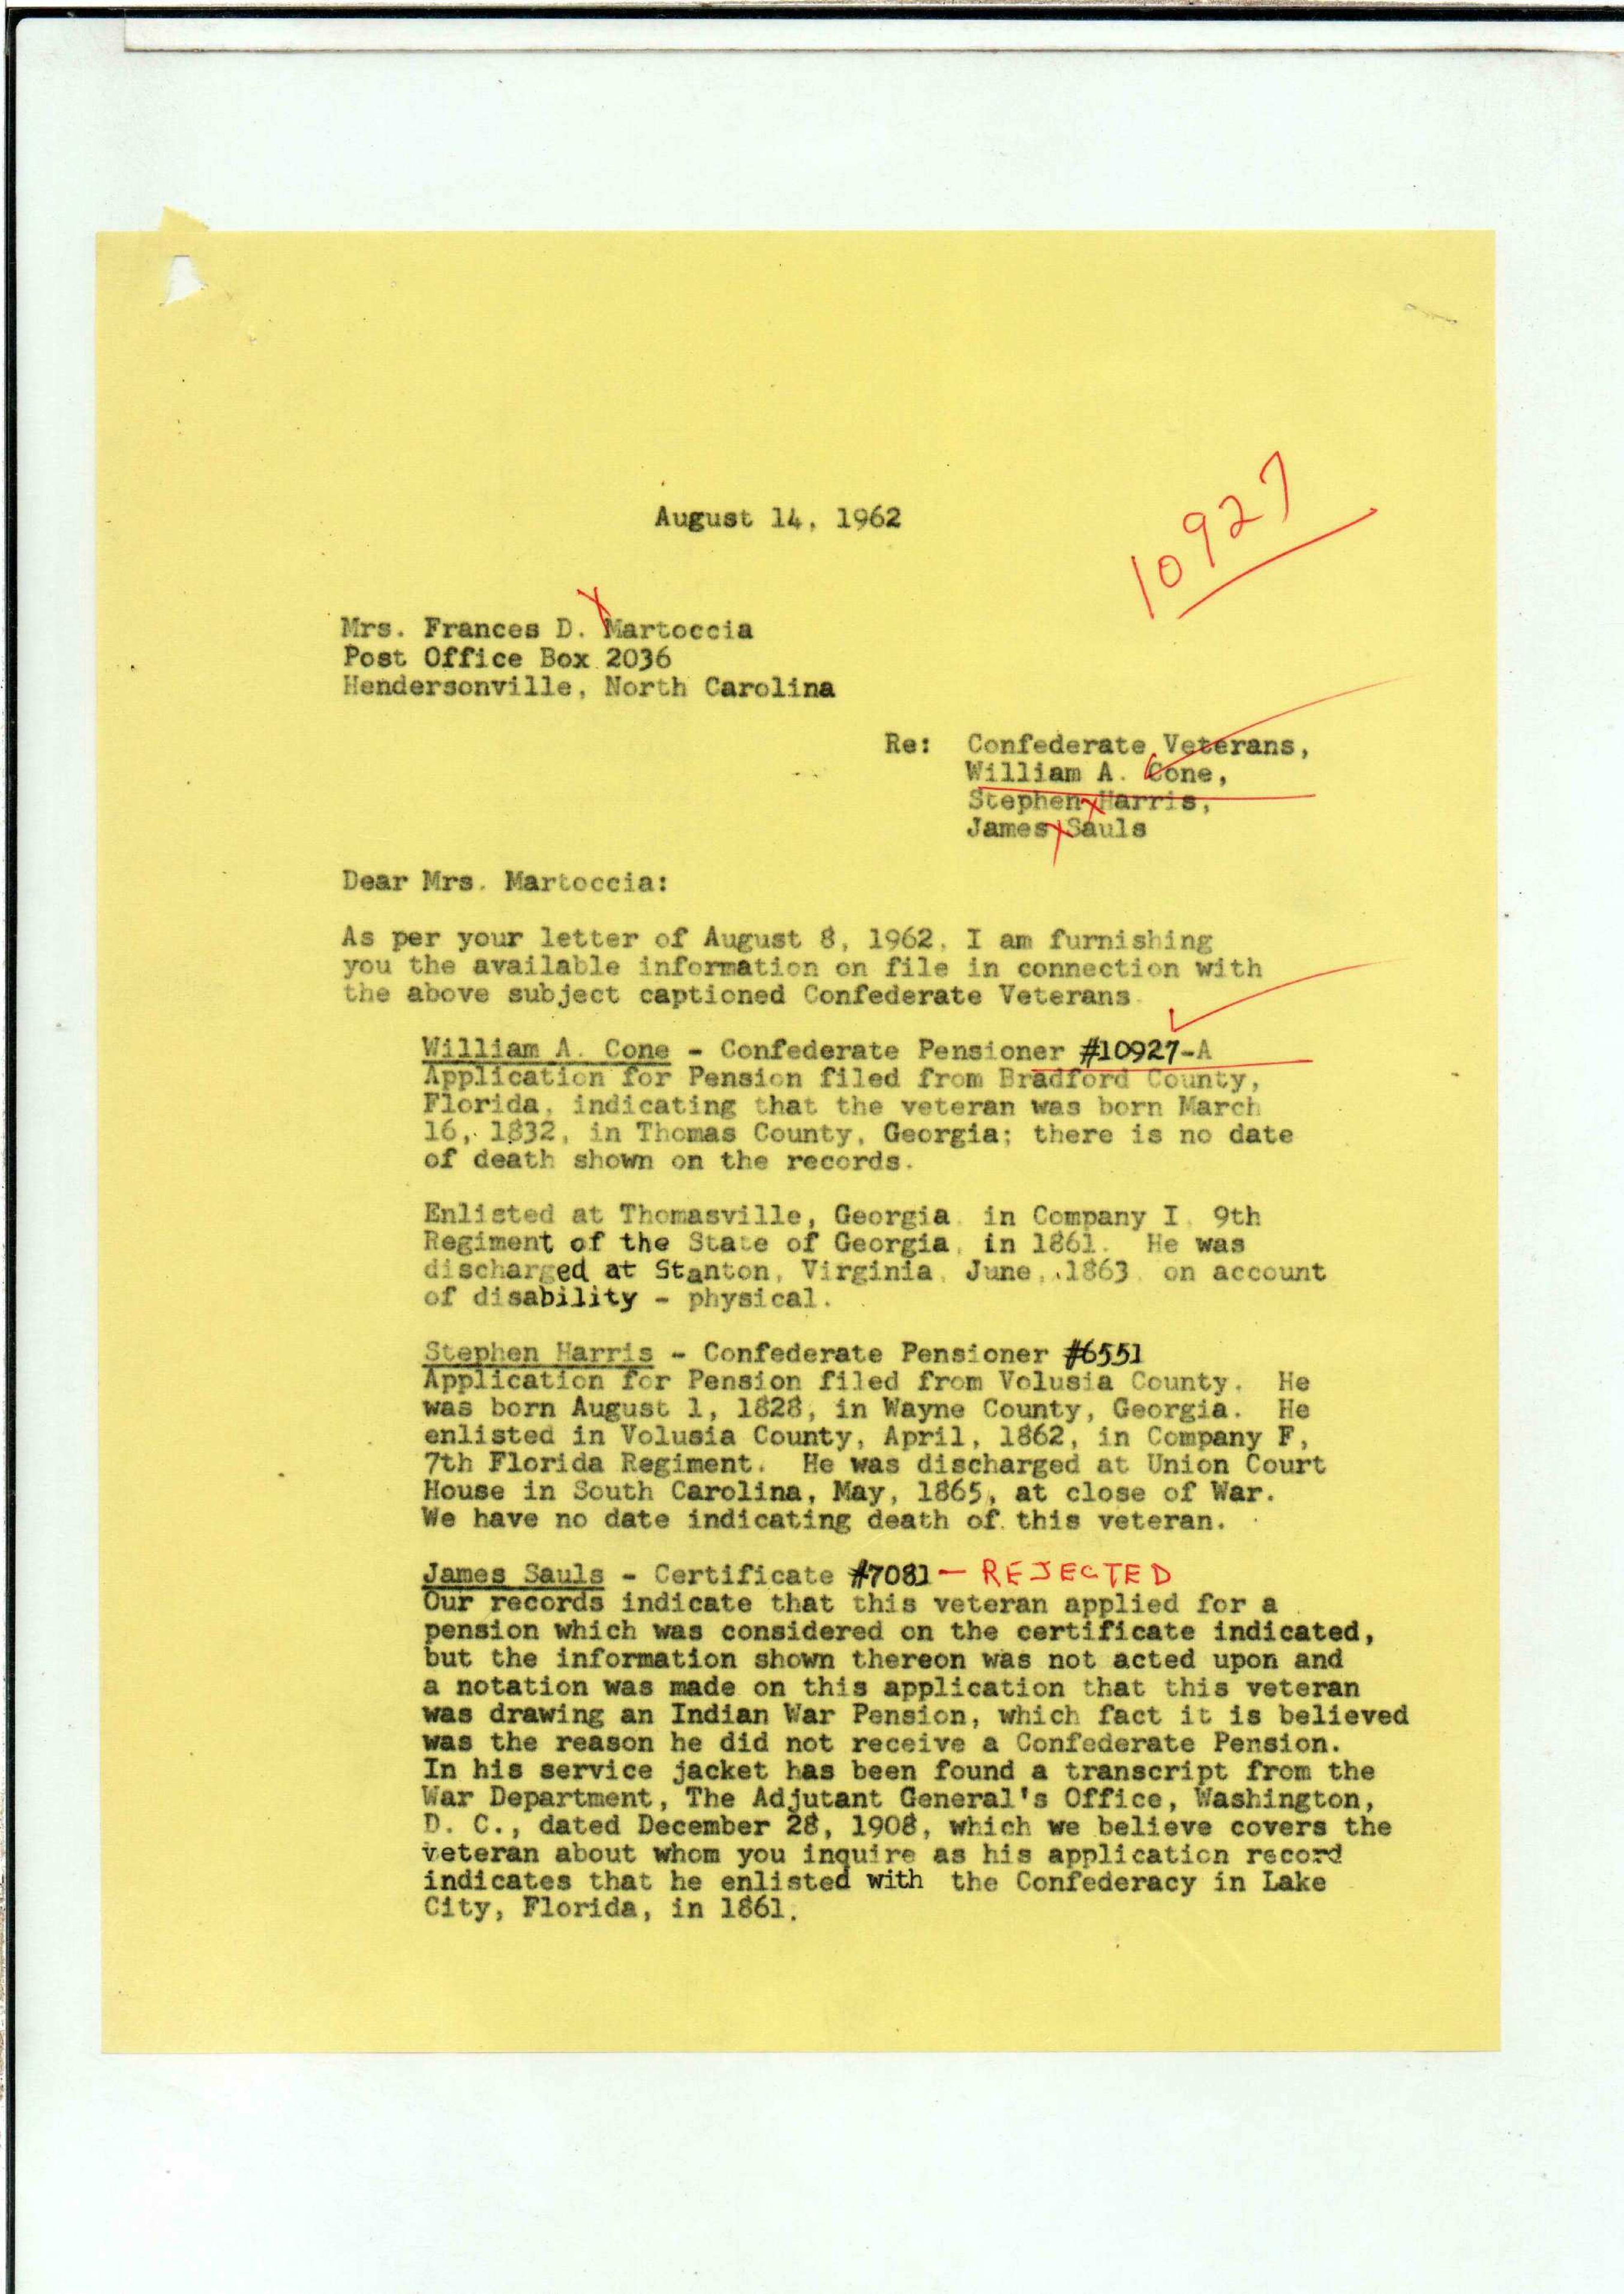 August 14, 1962
10927
Mrs. Frances D. Martoccia
Post Office Box 2036
Hendersonville, North Carolina
Re: Confederate Veterans,
William A. Cone,
Stephen Harris,
James Sauls
Dear Mrs. Martoccia:
As per your letter of August 8, 1962, I am furnishing
you the available information on file in connection with
the above subject captioned Confederate Veterans.
William A. Cone - Confederate Pensioner #10927-A
Application for Pension filed from Bradford County,
Florida, indicating that the veteran was born March
16, 1832, in Thomas County, Georgia; there is no date
of death shown on the records.
Enlisted at Thomasville, Georgia, in Company I, 9th
Regiment of the State of Georgia, in 1861. He was
discharged at Stanton, Virginia, June, 1863, on account
of disability - physical.
Stephen Harris - Confederate Pensioner #6551
Application for Pension filed from Volusia County. He
was born August 1, 1828, in Wayne County, Georgia. He
enlisted in Volusia County, April, 1862, in Company F,
7th Florida Regiment. He was discharged at Union Court
House in South Carolina, May, 1865, at close of War.
We have no date indicating death of this veteran.
James Sauls - Certificate #7081 - REJECTED
Our records indicate that this veteran applied for a
pension which was considered on the certificate indicated,
but the information shown thereon was not acted upon and
a notation was made on this application that this veteran
was drawing an Indian War Pension, which fact it is believed
was the reason he did not receive a Confederate Pension.
In his service jacket has been found a transcript from the
War Department, The Adjutant General's Office, Washington,
D. C., dated December 28, 1908, which we believe covers the
veteran about whom you inquire as his application record
indicates that he enlisted with the Confederacy in Lake
City, Florida, in 1861.